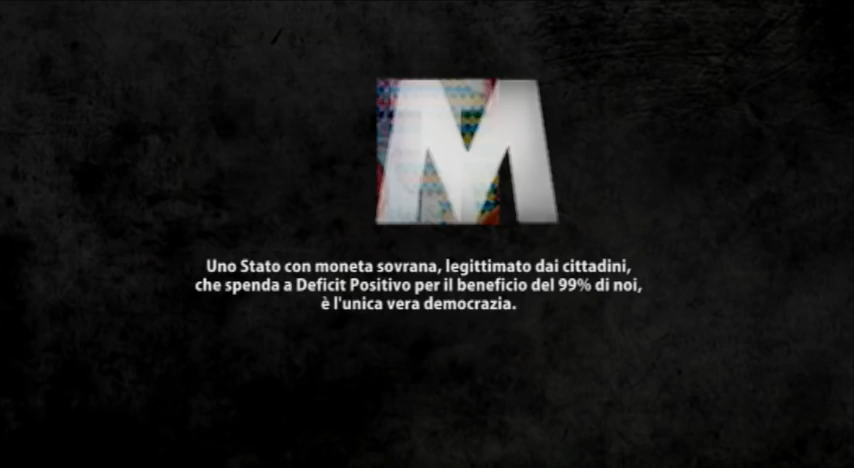 M
Uno Stato con moneta sovrana, legittimato dai cittadini,
che spenda a Deficit Positivo per il beneficio del 99% di noi,
è l'unica vera democrazia.